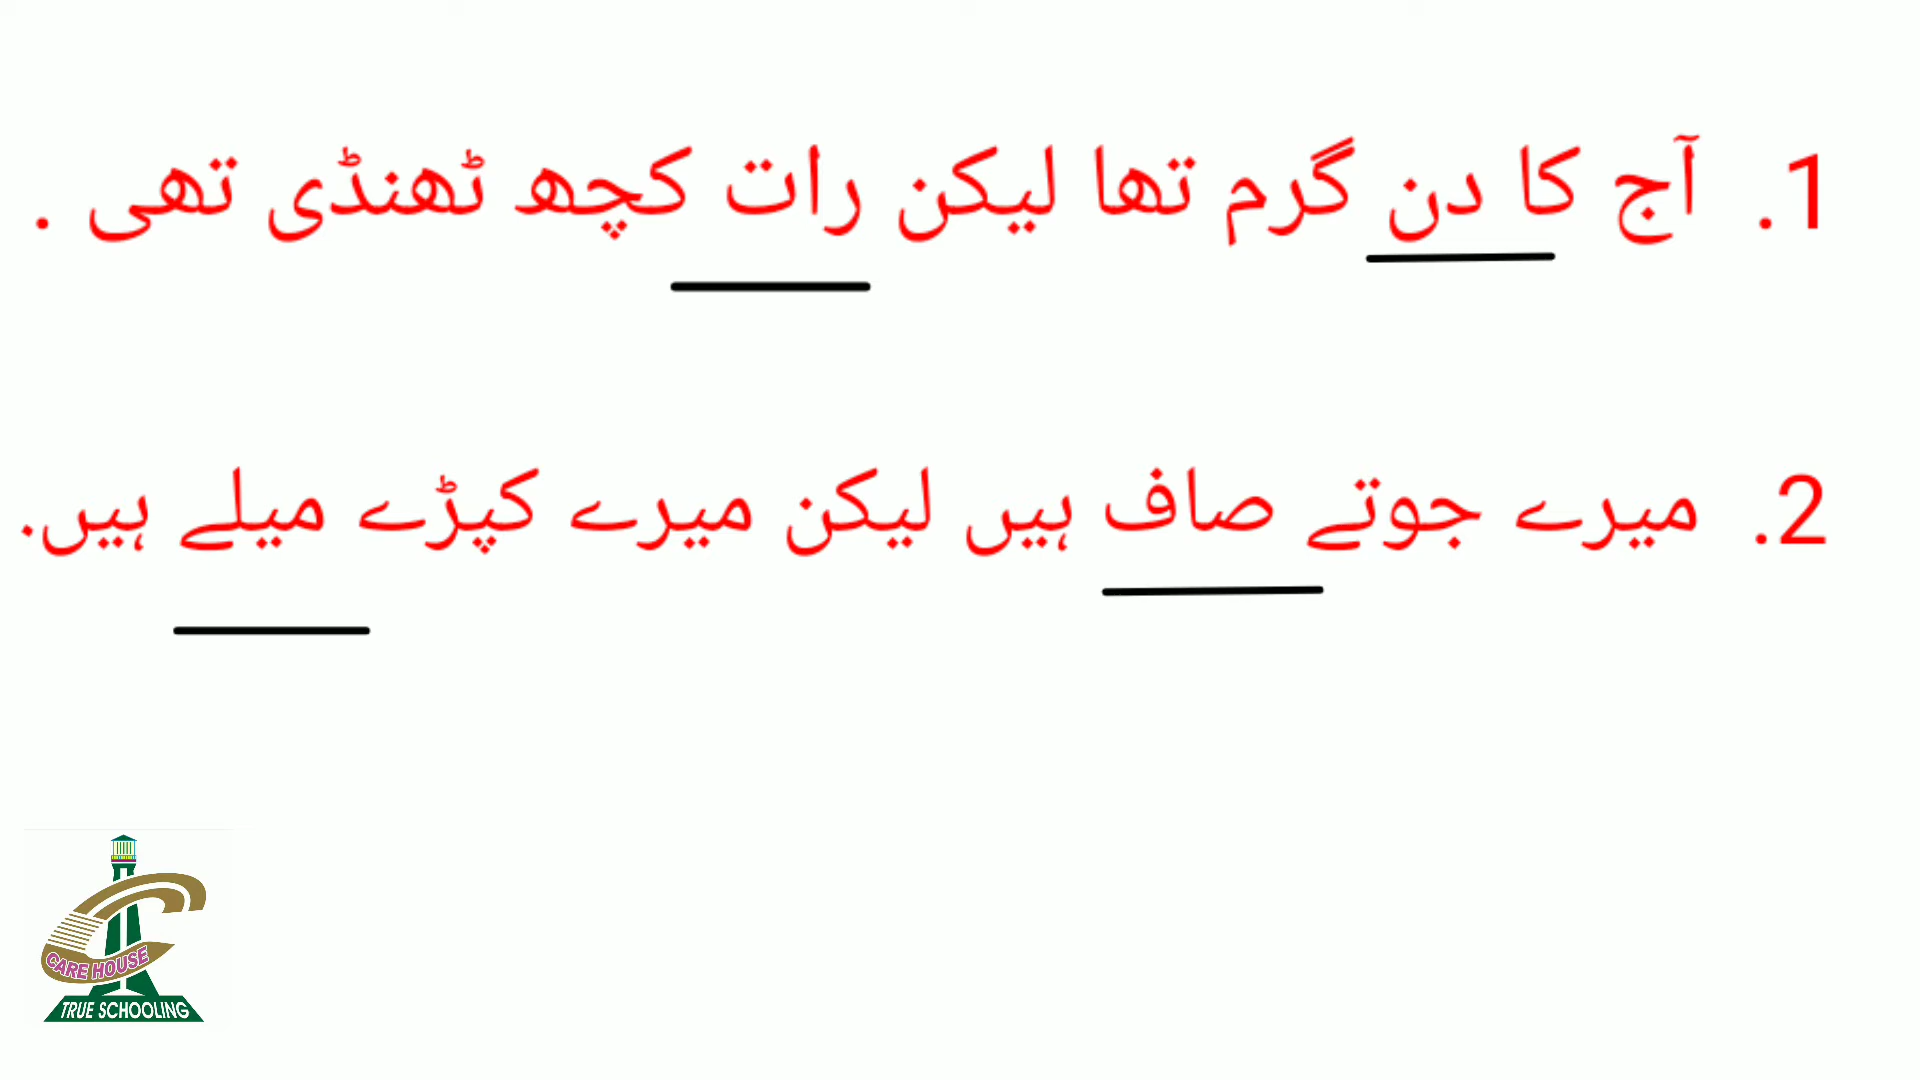 1. آج کا دن گرم تھا لیکن رات کچھ ٹھنڈی تھی .
2. میرے جوتے صاف ہیں لیکن میرے کپڑے میلے ہیں.
CARE HOUSE
TRUE SCHOOLING